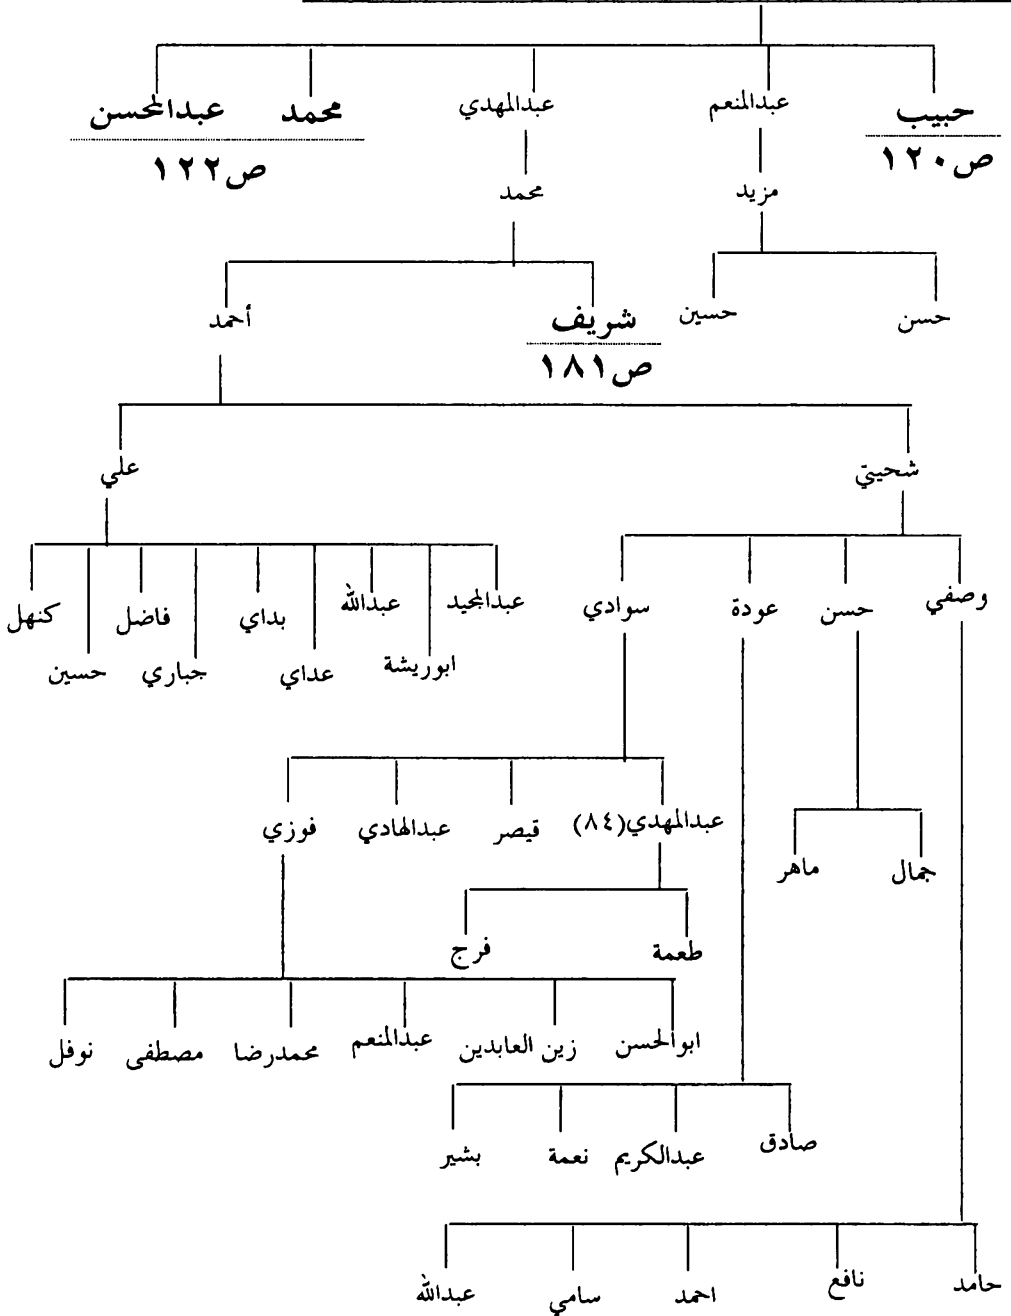 حبيب عبدالمنعم عبدالمهدي محمد عبدالمحسن
ص١٢٠ ص١٢٢
مزيد محمد
حسن حسين شريف أحمد
ص١٨١
شحيتي علي
وصفي حسن عودة سوادي عبدالمجيد عبدالله بداي فاضل كنهل
ابوريشة عداي جباري حسين
عبدالمهدي(٨٤) قيصر عبدالهادي فوزي
جمال ماهر
طعمة فرج
ابوالحسن زين العابدين عبدالمنعم محمدرضا مصطفى نوفل
صادق عبدالكريم نعمة بشير
حامد نافع احمد سامي عبدالله